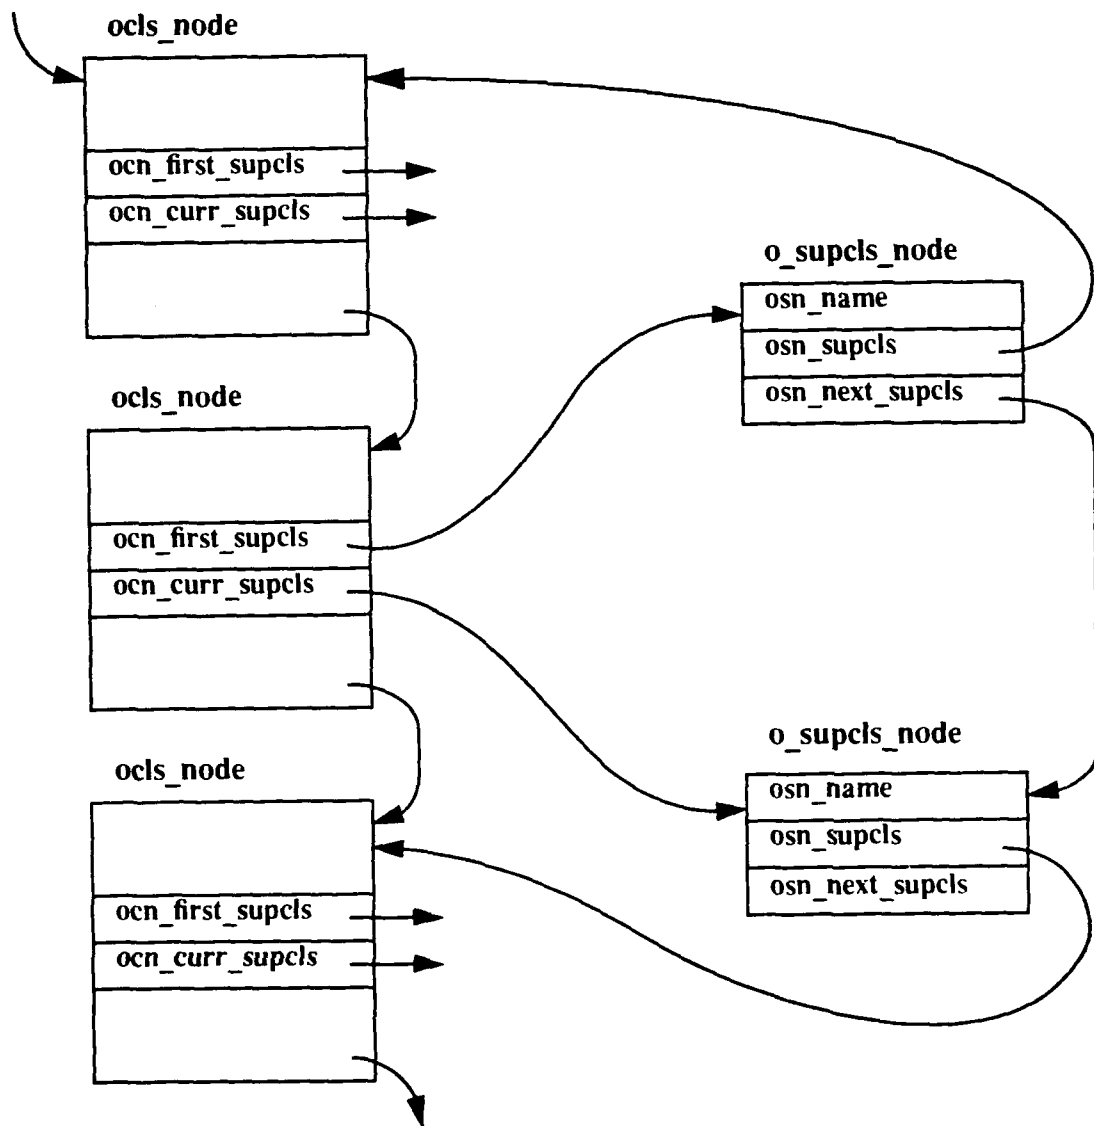 ocls_node
ocn_first_supcls
ocn_curr_supcls
o_supcls_node
osn_name
osn_supcls
osn_next_supcls
ocls_node
ocn_first_supcls
ocn_curr_supcls
o_supcls_node
osn_name
osn_supcls
osn_next_supcls
ocls_node
ocn_first_supcls
ocn_curr_supcls